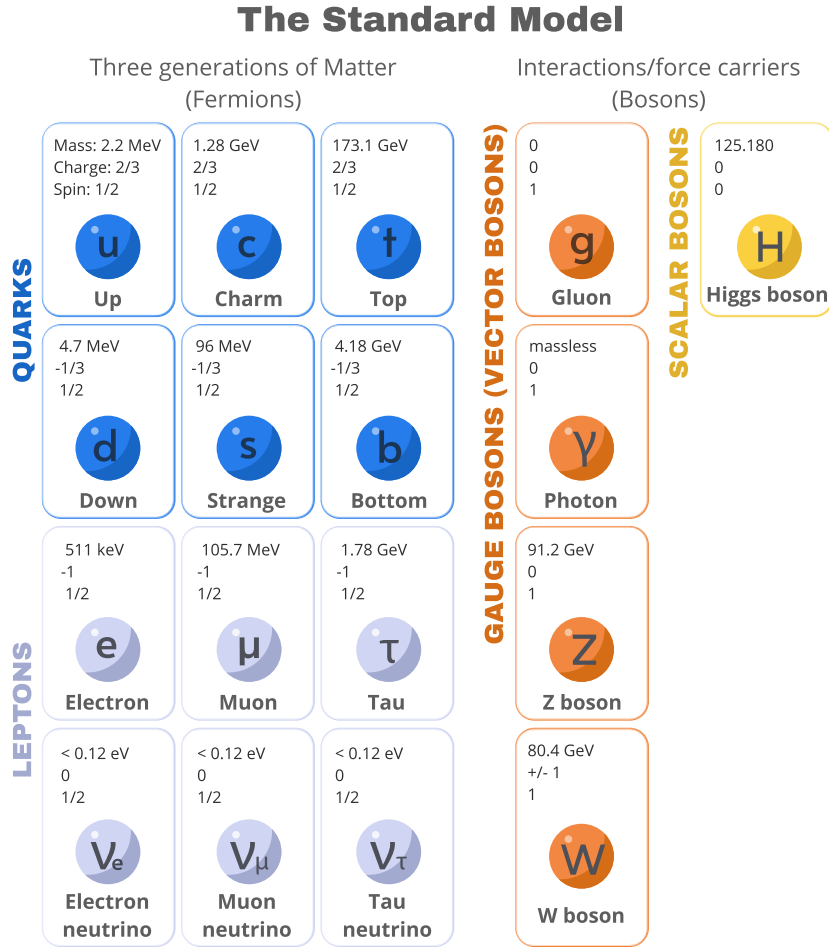 The Standard Model
Three generations of Matter
(Fermions)
Interactions/force carriers
(Bosons)
QUARKS
Mass: 2.2 MeV
Charge: 2/3
Spin: 1/2
u
Up
1.28 GeV
2/3
1/2
c
Charm
173.1 GeV
2/3
1/2
t
Top
4.7 MeV
-1/3
1/2
d
Down
96 MeV
-1/3
1/2
s
Strange
4.18 GeV
-1/3
1/2
b
Bottom
LEPTONS
511 keV
-1
1/2
e
Electron
105.7 MeV
-1
1/2
μ
Muon
1.78 GeV
-1
1/2
τ
Tau
< 0.12 eV
0
1/2
νe
Electron
neutrino
< 0.12 eV
0
1/2
νμ
Muon
neutrino
< 0.12 eV
0
1/2
ντ
Tau
neutrino
GAUGE BOSONS (VECTOR BOSONS)
0
0
1
g
Gluon
massless
0
1
γ
Photon
91.2 GeV
0
1
Z
Z boson
80.4 GeV
+/- 1
1
W
W boson
SCALAR BOSONS
125.180
0
0
H
Higgs boson